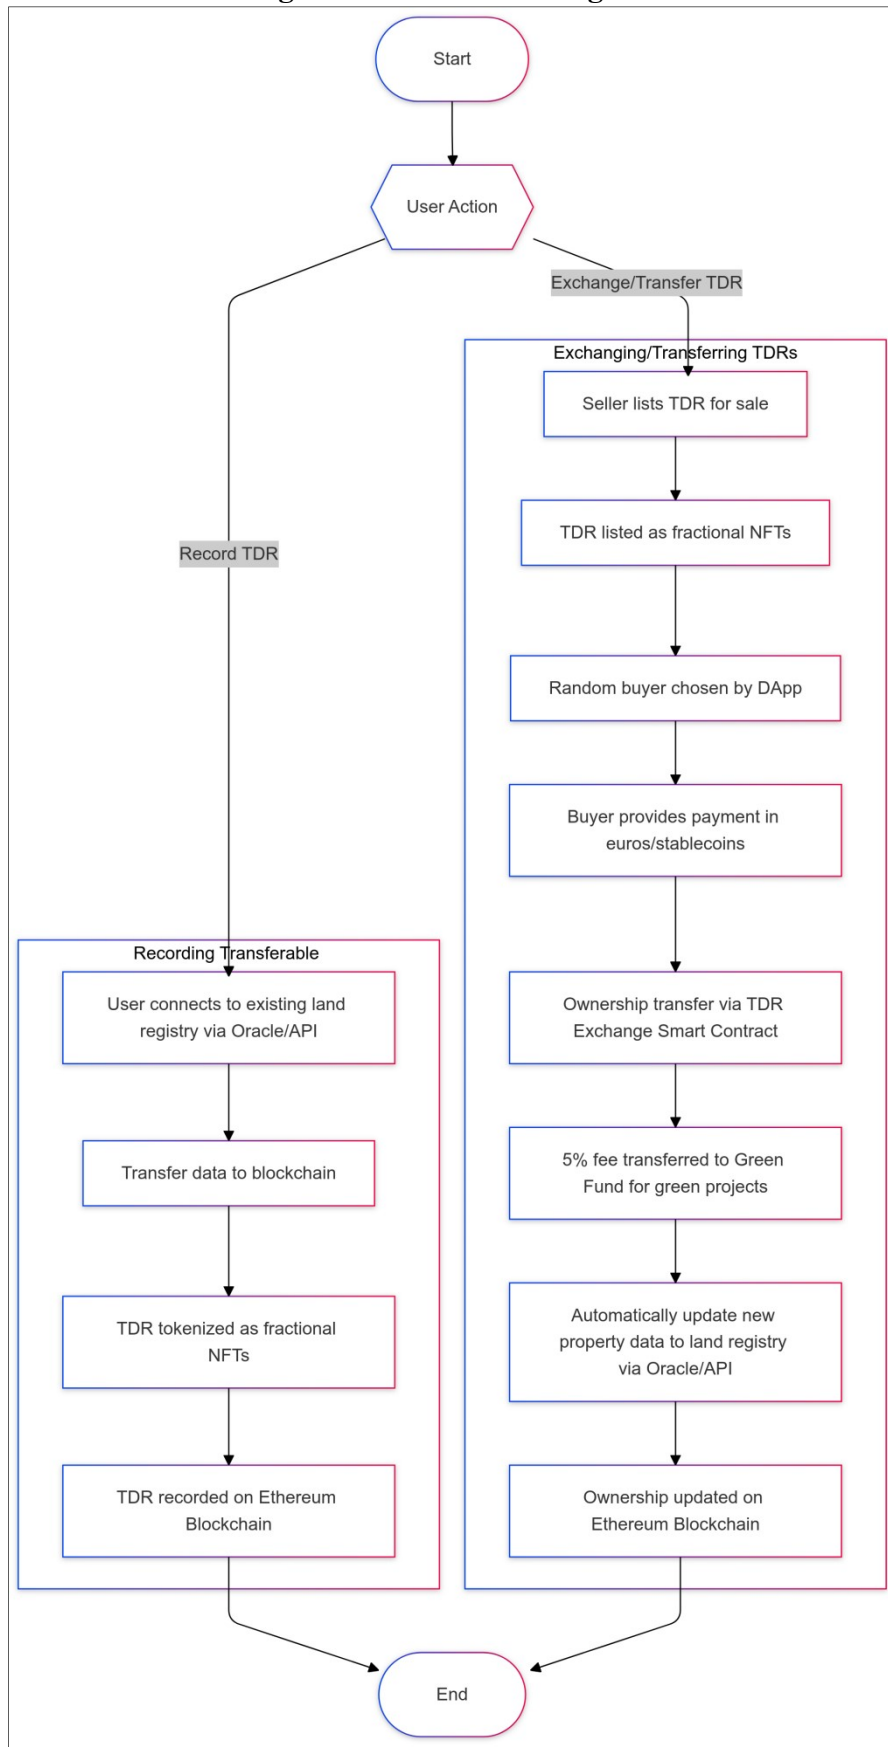 Start
User Action
Exchange/Transfer TDR
Record TDR
Exchanging/Transferring TDRs
Seller lists TDR for sale
TDR listed as fractional NFTs
Random buyer chosen by DApp
Buyer provides payment in
euros/stablecoins
Ownership transfer via TDR
Exchange Smart Contract
5% fee transferred to Green
Fund for green projects
Automatically update new
property data to land registry
via Oracle/API
Ownership updated on
Ethereum Blockchain
Recording Transferable
User connects to existing land
registry via Oracle/API
Transfer data to blockchain
TDR tokenized as fractional
NFTs
TDR recorded on Ethereum
Blockchain
End